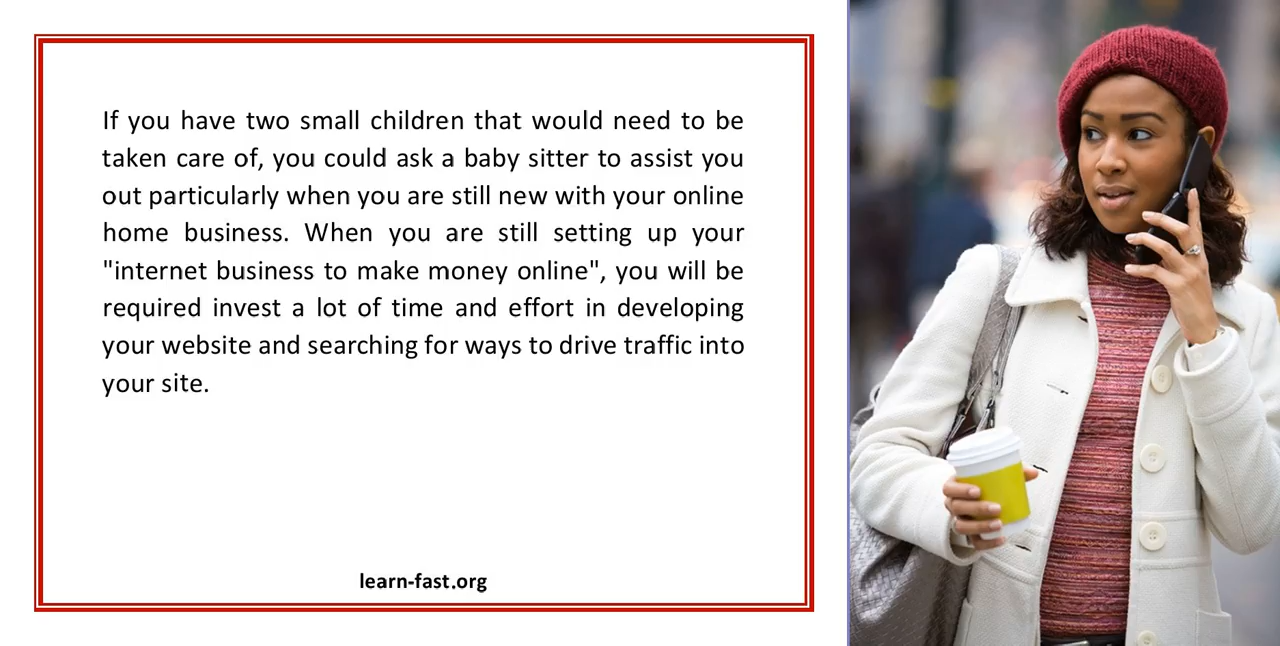 If you have two small children that would need to be
taken care of, you could ask a baby sitter to assist you
out particularly when you are still new with your online
home business. When you are still setting up your
"internet business to make money online", you will be
required invest a lot of time and effort in developing
your website and searching for ways to drive traffic into
your site.
learn-fast.org